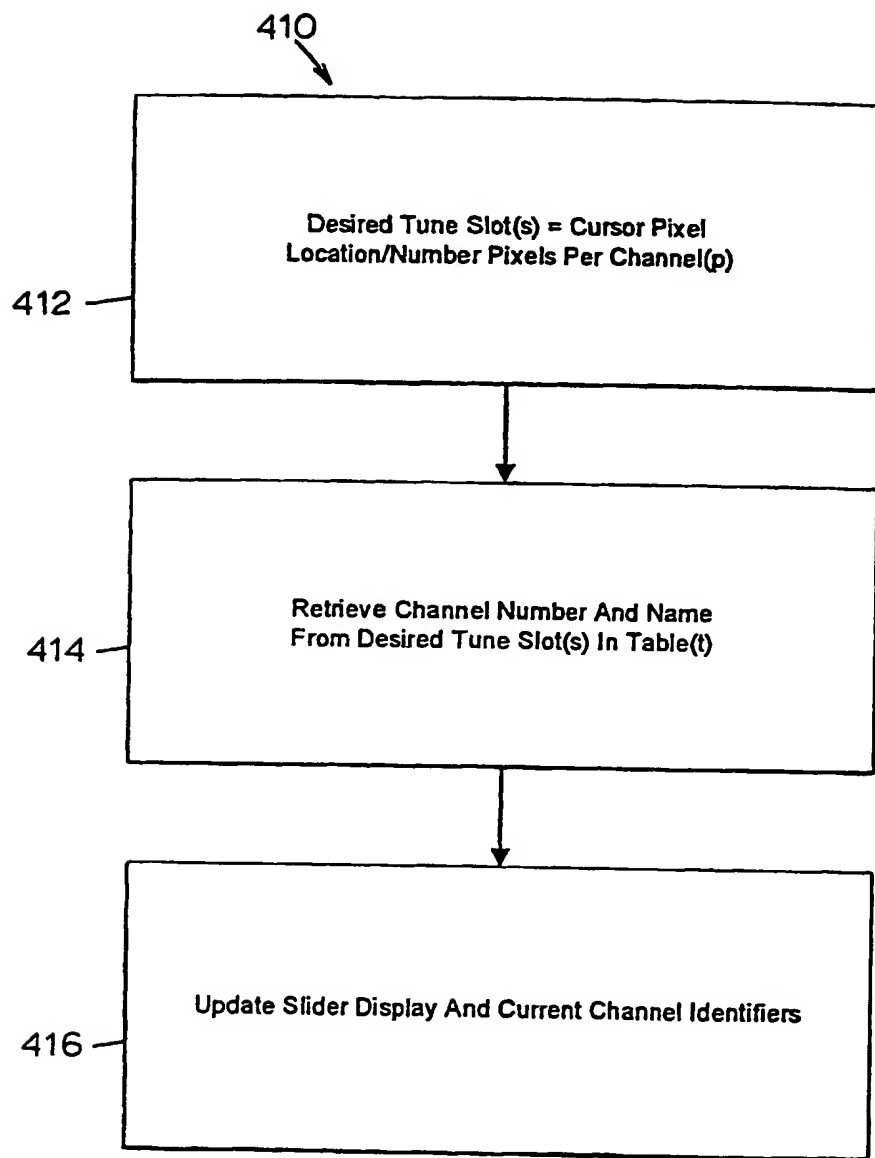 410
Desired Tune Slot(s) = Cursor Pixel
Location/Number Pixels Per Channel(p)
412
Retrieve Channel Number And Name
From Desired Tune Slot(s) In Table(t)
414
Update Slider Display And Current Channel Identifiers
416